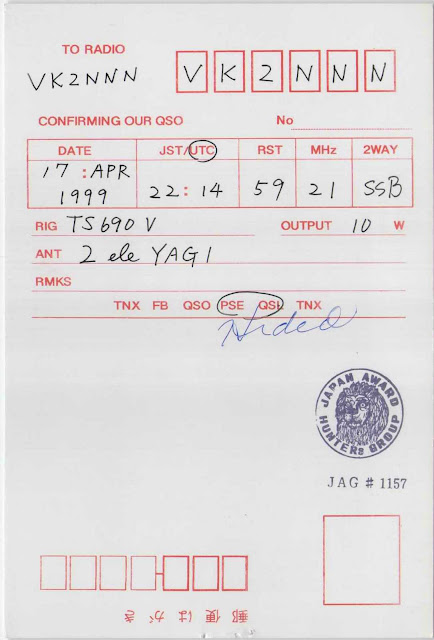 TO RADIO
VK2NNN V K 2 N N N
CONFIRMING OUR QSO No
DATE JST/UTC RST MHz 2WAY
17 : APR 1999 22 : 14 59 21 SSB
RIG TS690V OUTPUT 10 W
ANT 2 ele YAGI
RMKS
TNX FB QSO PSE QSL TNX
JAPAN AWARD HUNTERS GROUP
JAG # 1157
郵便はがき